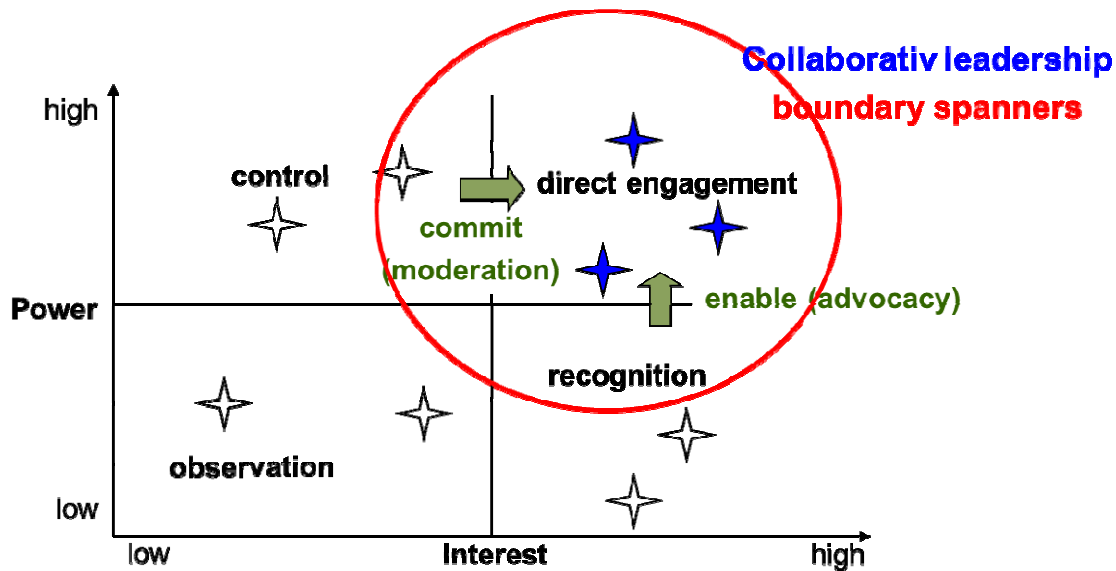 Collaborativ leadership
boundary spanners
high
control
direct engagement
commit
(moderation)
Power
enable (advocacy)
recognition
observation
low
low
Interest
high